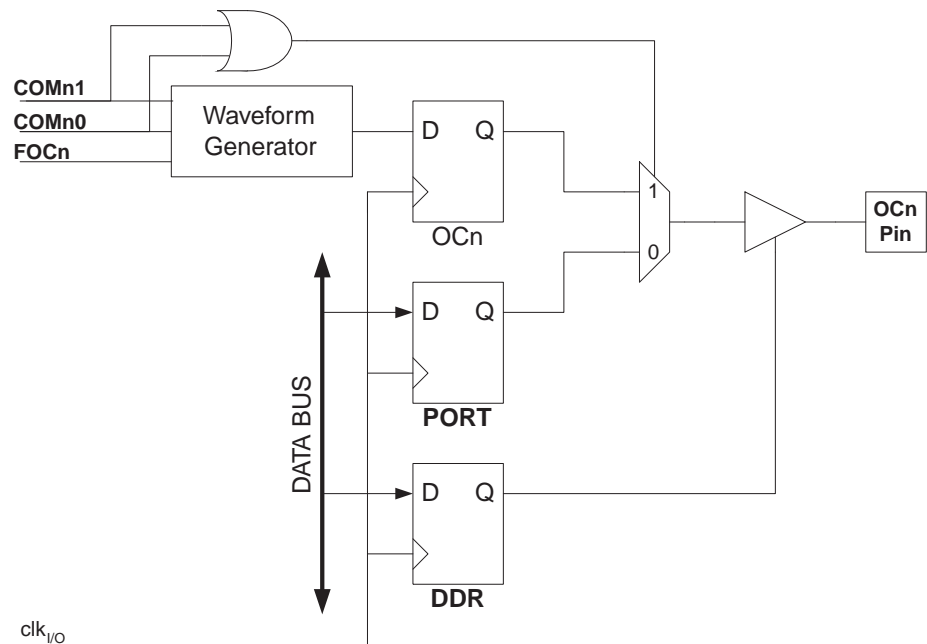 COMn1
COMn0
FOCn
Waveform
Generator
D Q
OCn
1
0
OCn
Pin
D Q
PORT
DATA BUS
D Q
DDR
clkI/O